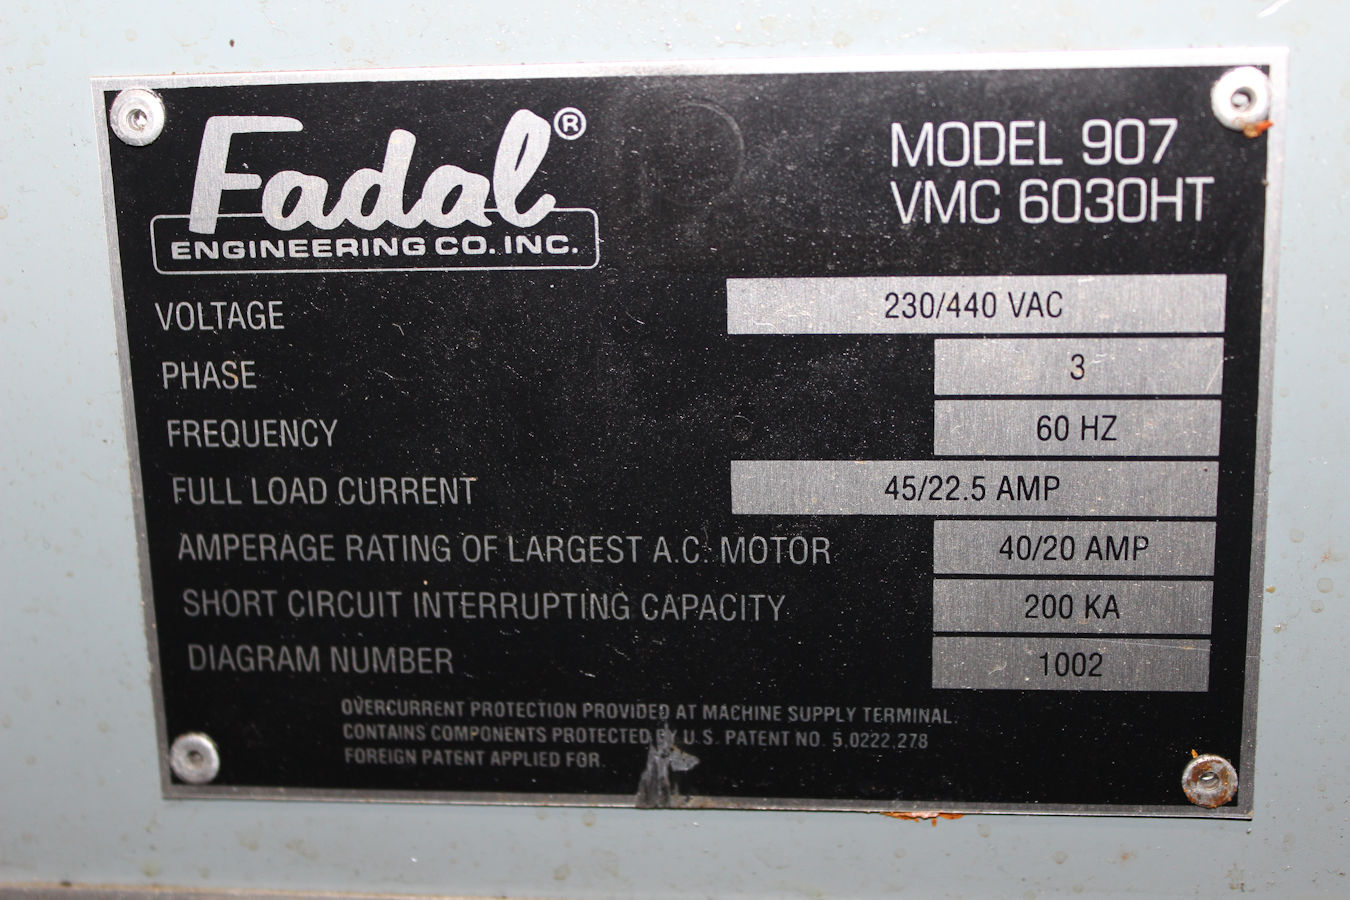 Fadal®
ENGINEERING CO. INC.
MODEL 907
VMC 6030HT
VOLTAGE 230/440 VAC
PHASE 3
FREQUENCY 60 HZ
FULL LOAD CURRENT 45/22.5 AMP
AMPERAGE RATING OF LARGEST A.C. MOTOR 40/20 AMP
SHORT CIRCUIT INTERRUPTING CAPACITY 200 KA
DIAGRAM NUMBER 1002
OVERCURRENT PROTECTION PROVIDED AT MACHINE SUPPLY TERMINAL.
CONTAINS COMPONENTS PROTECTED BY U.S. PATENT NO. 5,0222,278
FOREIGN PATENT APPLIED FOR.